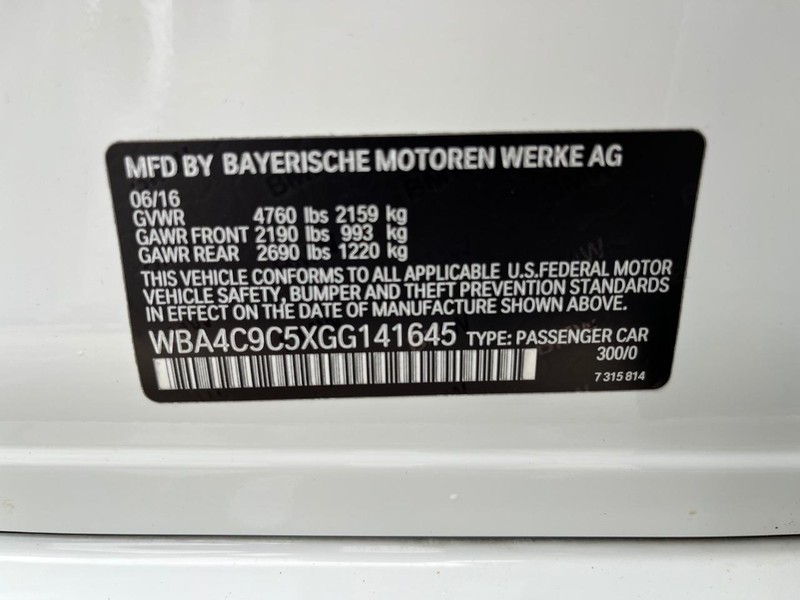 MFD BY BAYERISCHE MOTOREN WERKE AG
06/16
GVWR 4760 lbs 2159 kg
GAWR FRONT 2190 lbs 993 kg
GAWR REAR 2690 lbs 1220 kg
THIS VEHICLE CONFORMS TO ALL APPLICABLE U.S.FEDERAL MOTOR
VEHICLE SAFETY, BUMPER AND THEFT PREVENTION STANDARDS
IN EFFECT ON THE DATE OF MANUFACTURE SHOWN ABOVE.
WBA4C9C5XGG141645 TYPE: PASSENGER CAR
300/0
7 315 814